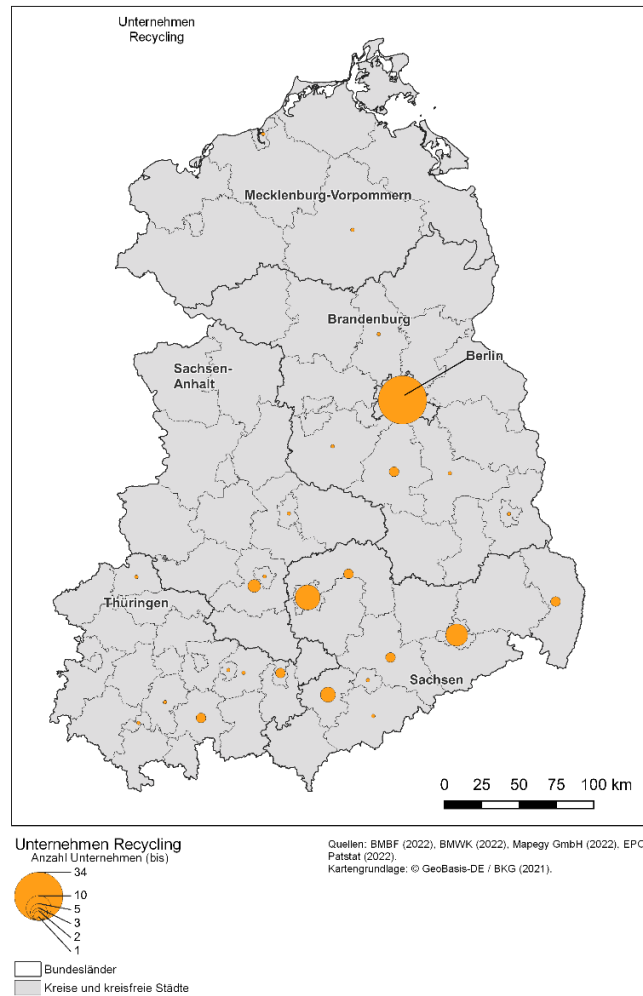 Unternehmen
Recycling
Mecklenburg-Vorpommern
Brandenburg
Berlin
Sachsen-
Anhalt
Thüringen
Sachsen
0 25 50 75 100 km
Unternehmen Recycling
Anzahl Unternehmen (bis)
34
10
5
3
2
1
Bundesländer
Kreise und kreisfreie Städte
Quellen: BMBF (2022), BMWK (2022), Mapegy GmbH (2022), EPO
Patstat (2022).
Kartengrundlage: © GeoBasis-DE / BKG (2021).